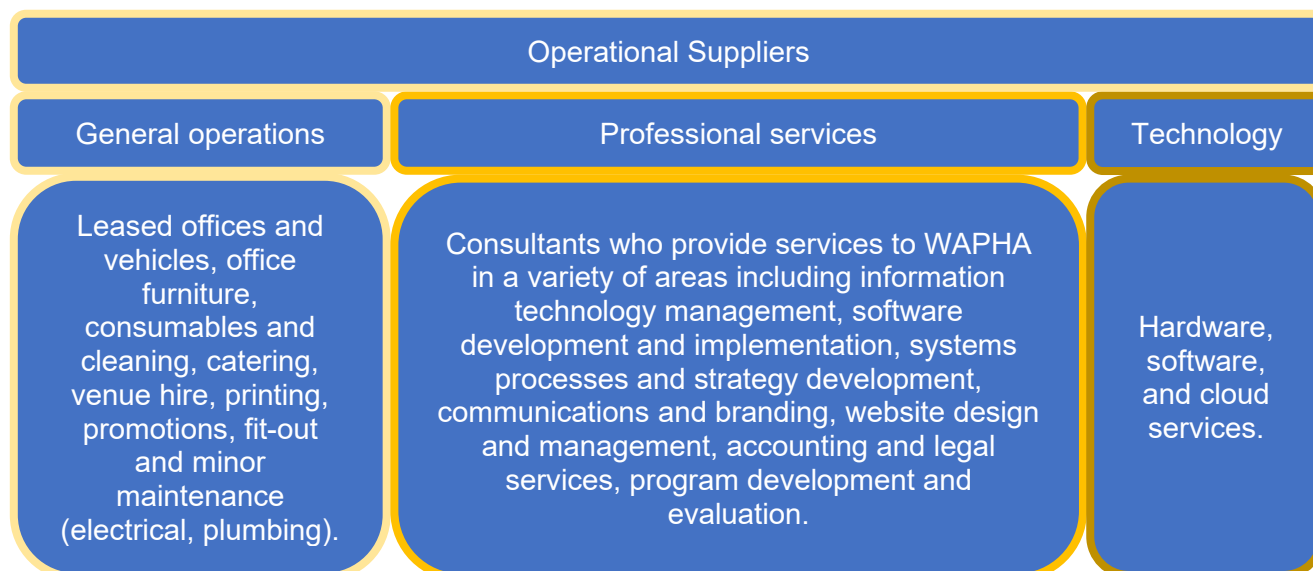 Operational Suppliers
General operations
Professional services
Technology
Leased offices and
vehicles, office
furniture,
consumables and
cleaning, catering,
venue hire, printing,
promotions, fit-out
and minor
maintenance
(electrical, plumbing).
Consultants who provide services to WAPHA
in a variety of areas including information
technology management, software
development and implementation, systems
processes and strategy development,
communications and branding, website design
and management, accounting and legal
services, program development and
evaluation.
Hardware,
software,
and cloud
services.